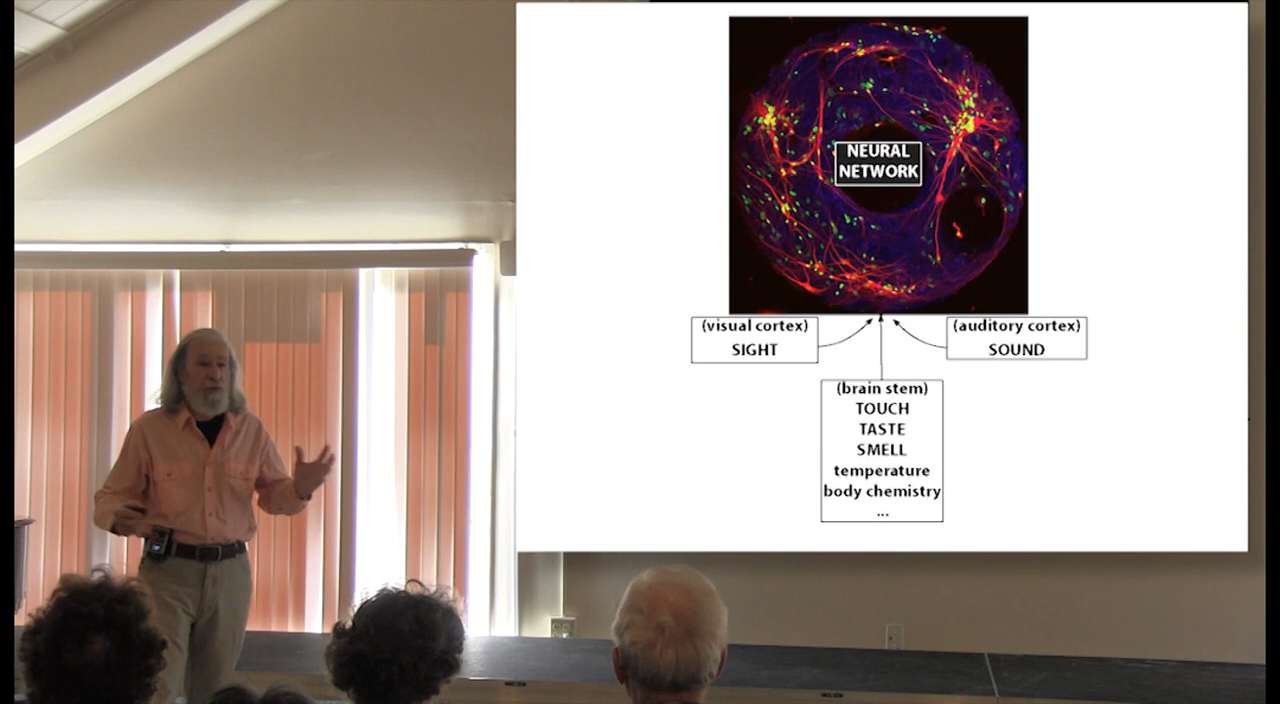 NEURAL
NETWORK
(visual cortex)
SIGHT
(auditory cortex)
SOUND
(brain stem)
TOUCH
TASTE
SMELL
temperature
body chemistry
...